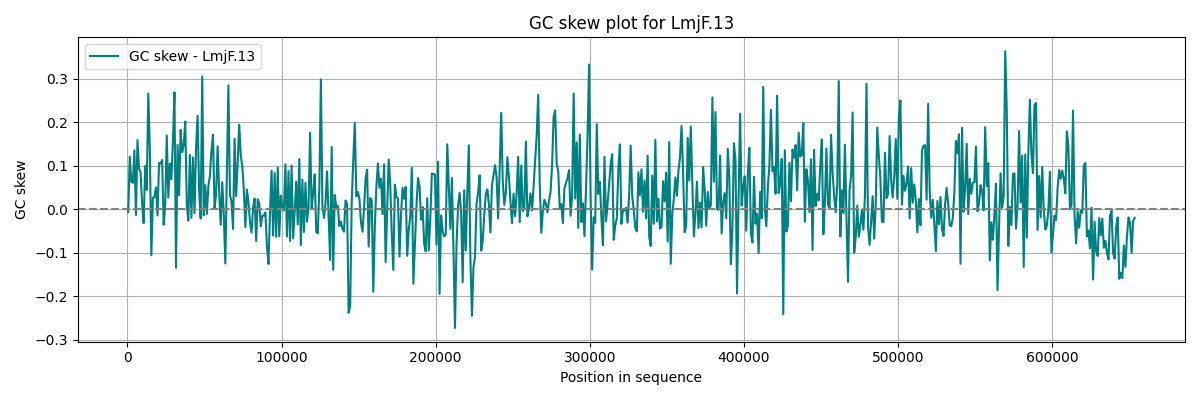 GC skew plot for LmjF.13
GC skew - LmjF.13
GC skew
0.3
0.2
0.1
0.0
−0.1
−0.2
−0.3
0 100000 200000 300000 400000 500000 600000
Position in sequence